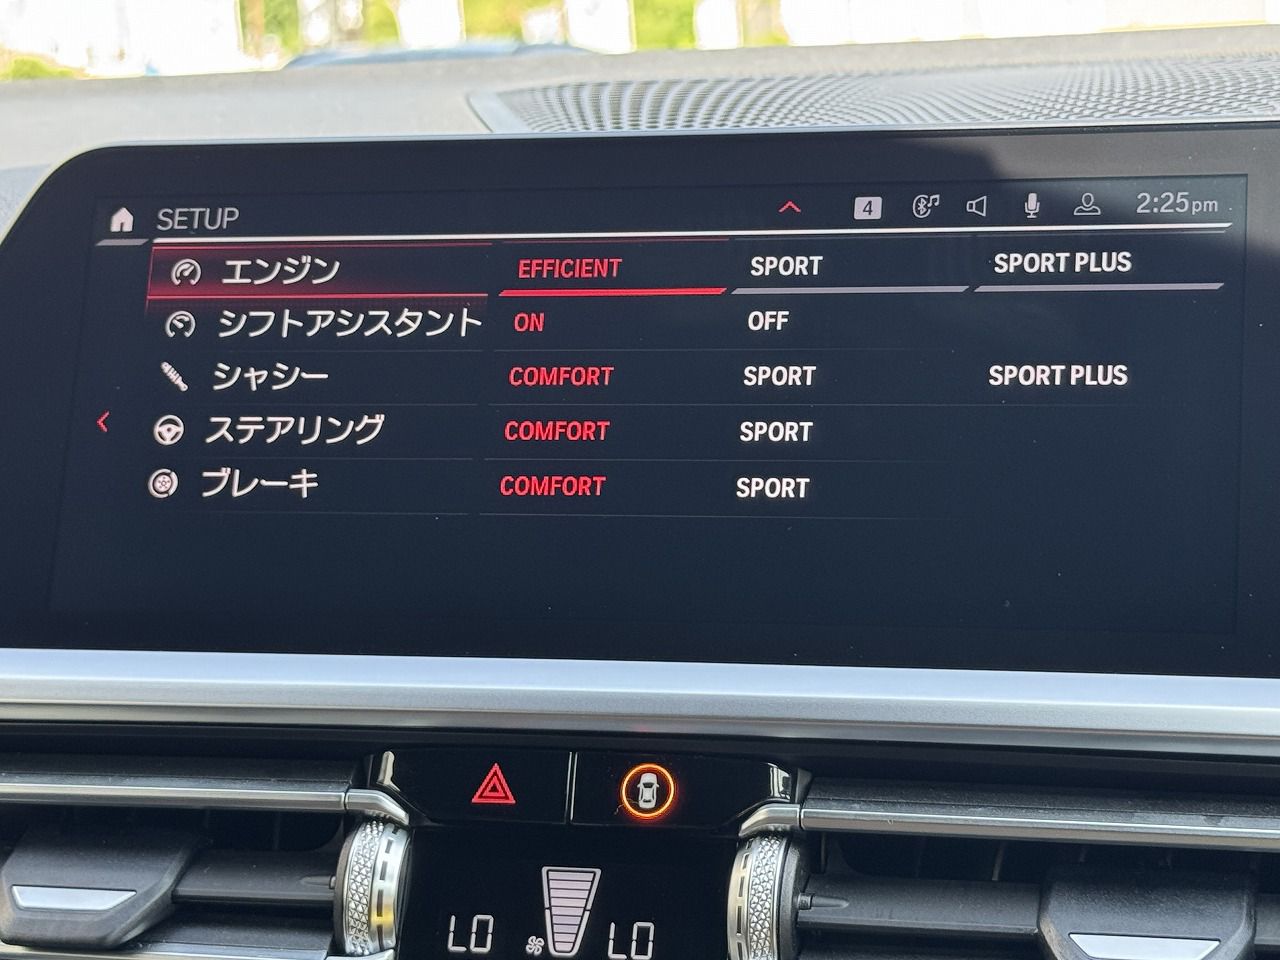 SETUP 4 2:25pm
エンジン EFFICIENT SPORT SPORT PLUS
シフトアシスタント ON OFF
シャシー COMFORT SPORT SPORT PLUS
ステアリング COMFORT SPORT
ブレーキ COMFORT SPORT
LO LO